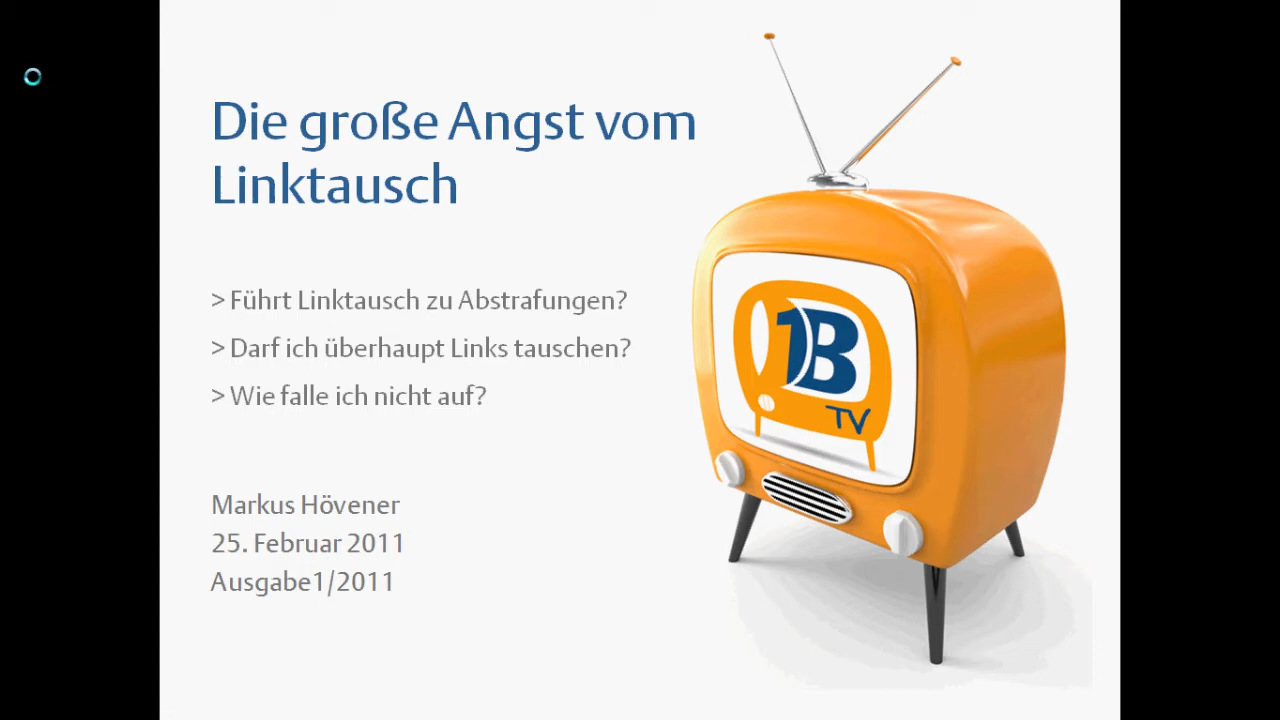 Die große Angst vom
Linktausch
> Führt Linktausch zu Abstrafungen?
> Darf ich überhaupt Links tauschen?
> Wie falle ich nicht auf?
Markus Hövener
25. Februar 2011
Ausgabe1/2011
1B
TV